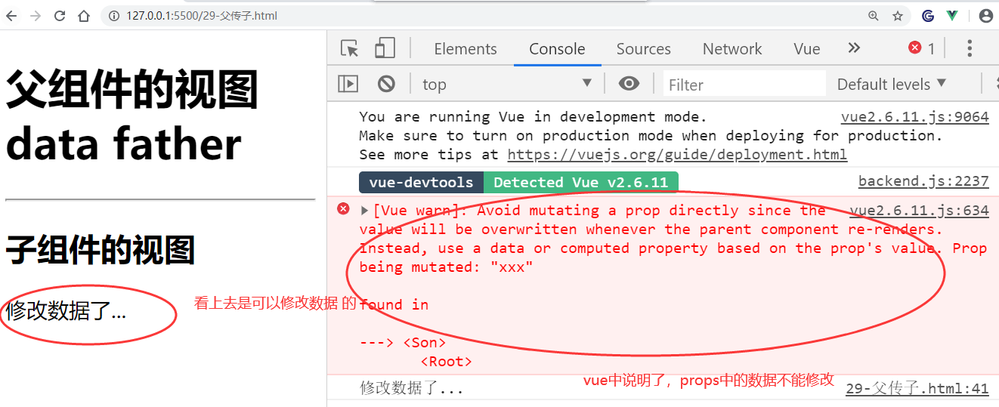 127.0.0.1:5500/29-父传子.html
父组件的视图
data father
子组件的视图
修改数据了...
看上去是可以修改数据 的
Elements Console Sources Network Vue 1
top Filter Default levels
You are running Vue in development mode. vue2.6.11.js:9064
Make sure to turn on production mode when deploying for production.
See more tips at https://vuejs.org/guide/deployment.html
vue-devtools Detected Vue v2.6.11 backend.js:2237
[Vue warn]: Avoid mutating a prop directly since the vue2.6.11.js:634
value will be overwritten whenever the parent component re-renders.
Instead, use a data or computed property based on the prop's value. Prop
being mutated: "xxx"
found in
---> <Son>
<Root>
vue中说明了，props中的数据不能修改
修改数据了... 29-父传子.html:41